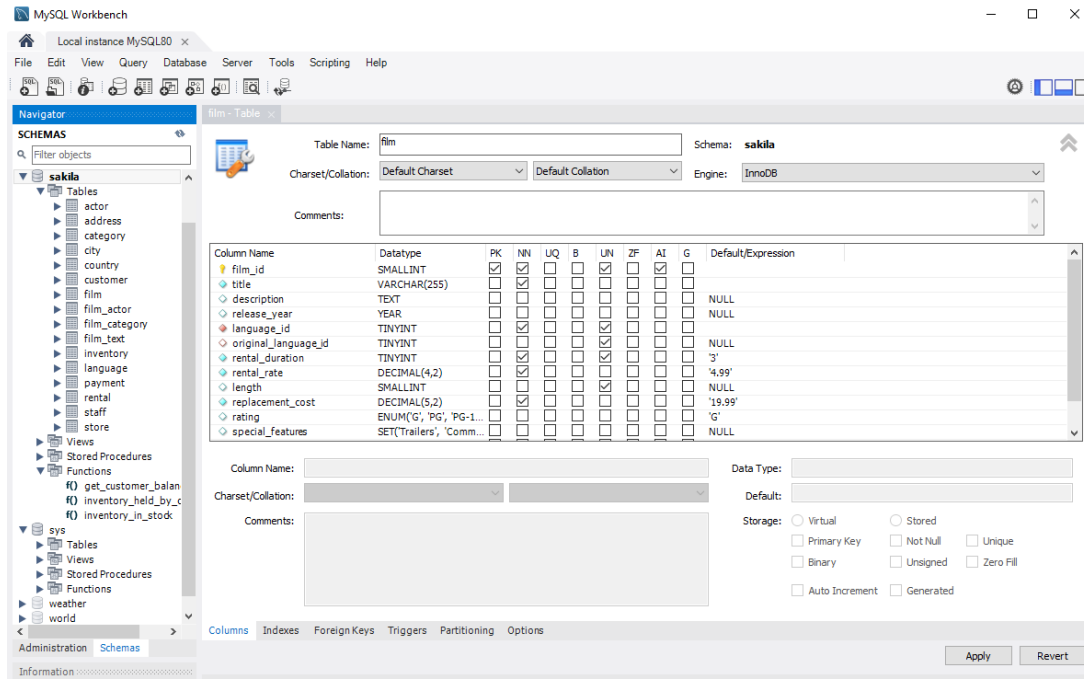 MySQL Workbench
Local instance MySQL80
File Edit View Query Database Server Tools Scripting Help
Navigator
SCHEMAS
Filter objects
sakila
Tables
actor
address
category
city
country
customer
film
film_actor
film_category
film_text
inventory
language
payment
rental
staff
store
Views
Stored Procedures
Functions
f() get_customer_balan
f() inventory_held_by_c
f() inventory_in_stock
sys
Tables
Views
Stored Procedures
Functions
weather
world
Administration Schemas
Information
film - Table
Table Name: film Schema: sakila
Charset/Collation: Default Charset Default Collation Engine: InnoDB
Comments:
Column Name Datatype PK NN UQ B UN ZF AI G Default/Expression
film_id SMALLINT
title VARCHAR(255)
description TEXT NULL
release_year YEAR NULL
language_id TINYINT
original_language_id TINYINT NULL
rental_duration TINYINT '3'
rental_rate DECIMAL(4,2) '4.99'
length SMALLINT NULL
replacement_cost DECIMAL(5,2) '19.99'
rating ENUM('G', 'PG', 'PG-1... 'G'
special_features SET('Trailers', 'Comm... NULL
Column Name: Data Type:
Charset/Collation: Default:
Comments: Storage: Virtual Stored
Primary Key Not Null Unique
Binary Unsigned Zero Fill
Auto Increment Generated
Columns Indexes Foreign Keys Triggers Partitioning Options
Apply Revert